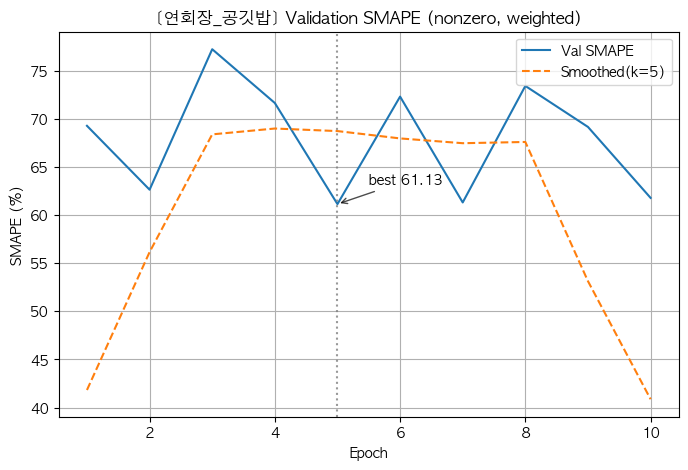 [연회장_공깃밥] Validation SMAPE (nonzero, weighted)
Val SMAPE
Smoothed(k=5)
best 61.13
SMAPE (%)
75
70
65
60
55
50
45
40
2
4
6
8
10
Epoch